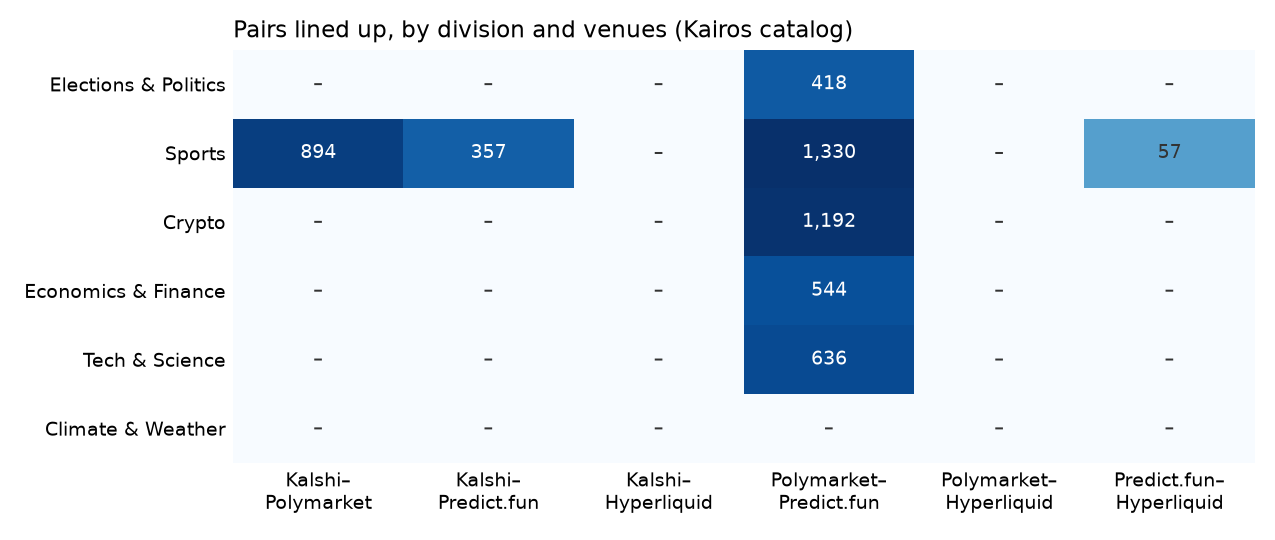 Pairs lined up, by division and venues (Kairos catalog)
Elections & Politics – – – 418 – –
Sports 894 357 – 1,330 – 57
Crypto – – – 1,192 – –
Economics & Finance – – – 544 – –
Tech & Science – – – 636 – –
Climate & Weather – – – – – –
Kalshi– Kalshi– Kalshi– Polymarket– Polymarket– Predict.fun–
Polymarket Predict.fun Hyperliquid Predict.fun Hyperliquid Hyperliquid